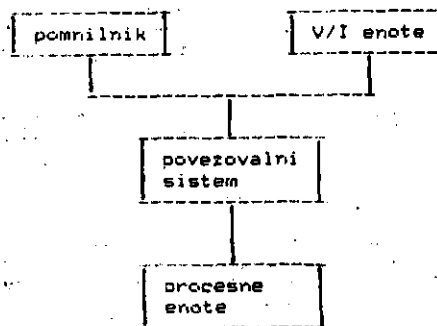 pomnilnik
V/I enote
povezovalni
sistem
procesne
enote